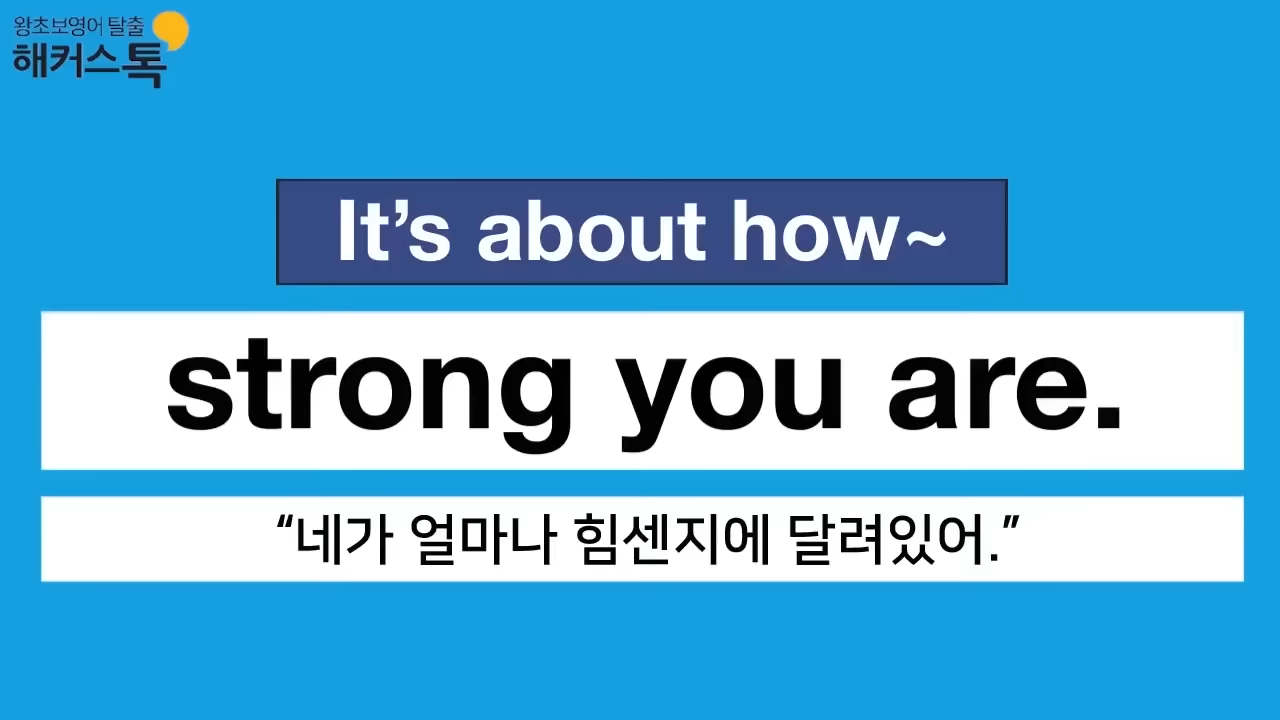 왕초보영어 탈출
해커스톡
It’s about how~
strong you are.
“네가 얼마나 힘센지에 달려있어.”